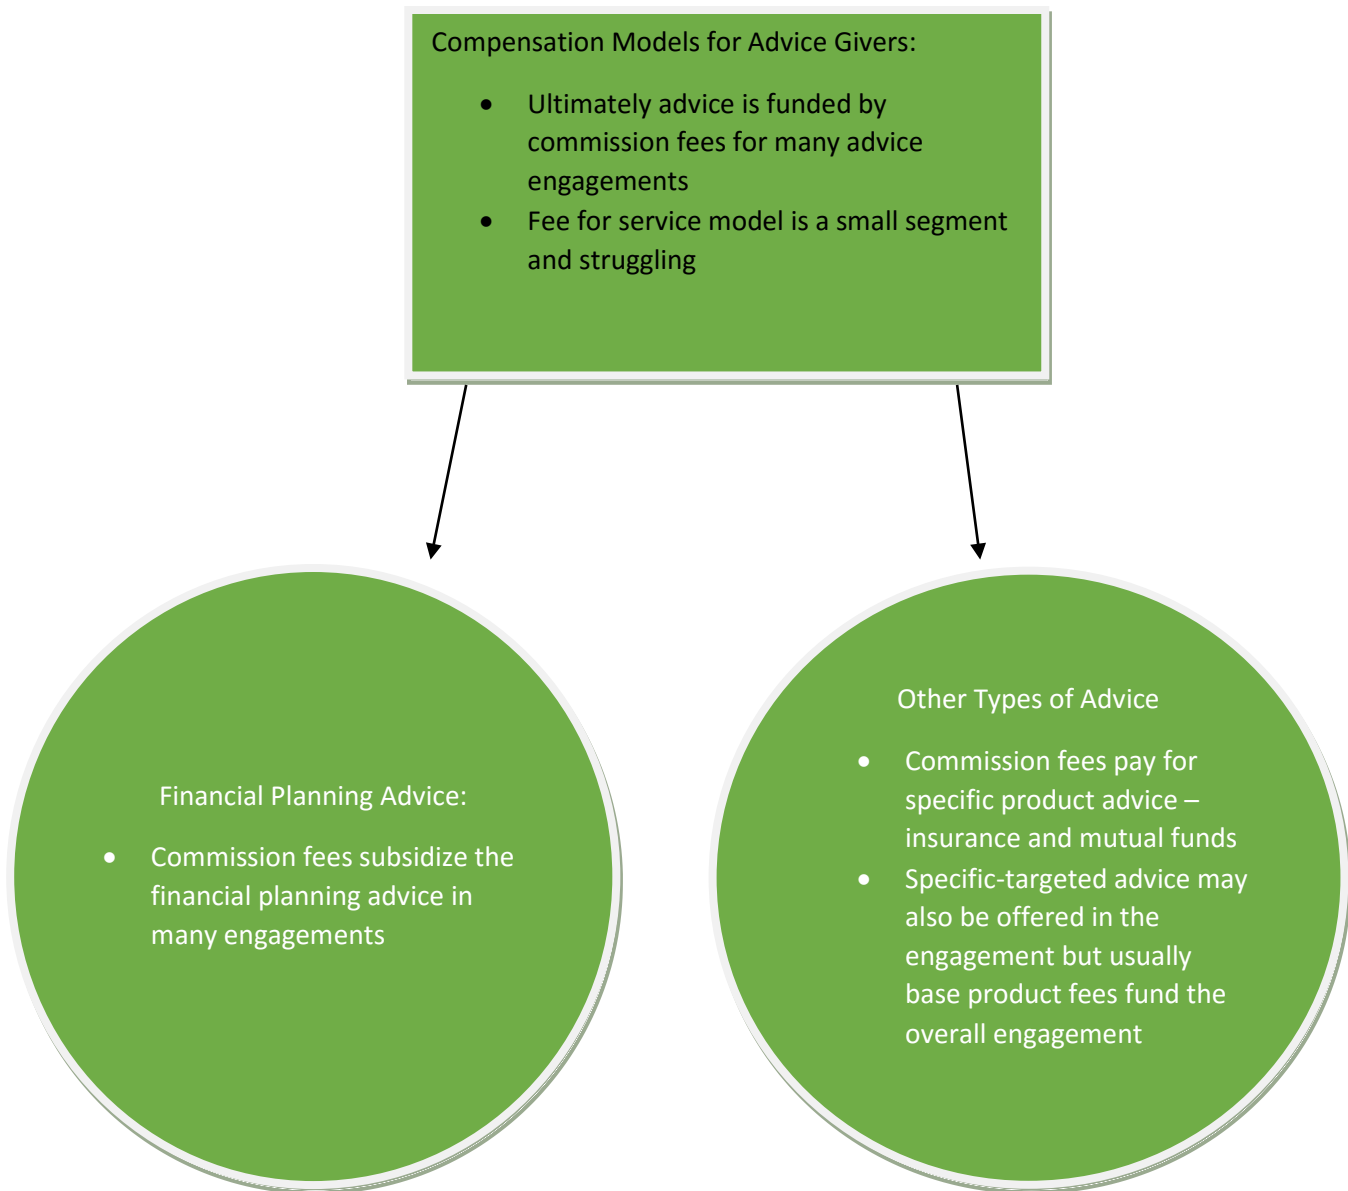 Compensation Models for Advice Givers:
• Ultimately advice is funded by
commission fees for many advice
engagements
• Fee for service model is a small segment
and struggling
Financial Planning Advice:
• Commission fees subsidize the
financial planning advice in
many engagements
Other Types of Advice
• Commission fees pay for
specific product advice –
insurance and mutual funds
• Specific-targeted advice may
also be offered in the
engagement but usually
base product fees fund the
overall engagement